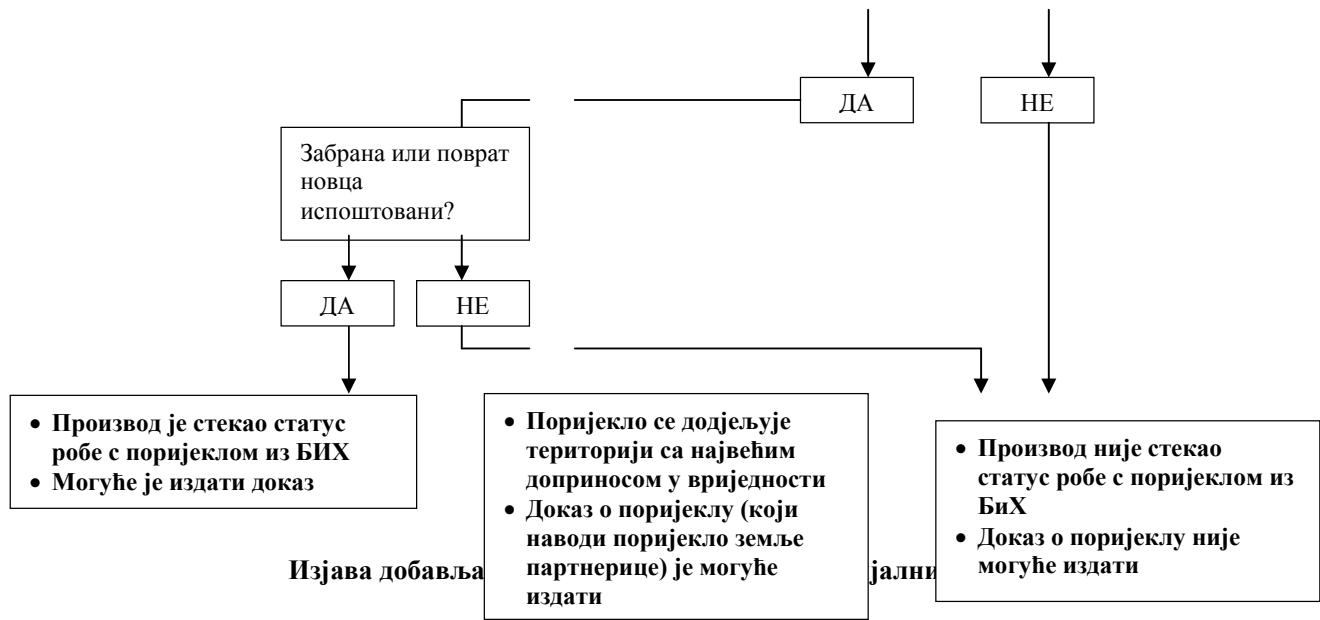 ДА
НЕ
Забрана или поврат
новца
испоштовани?
ДА
НЕ
• Производ је стекао статус
робе с поријеклом из БИХ
• Могуће је издати доказ
• Поријекло се додјељује
територији са највећим
доприносом у вриједности
• Доказ о поријеклу (који
наводи поријекло земље
партнерице) је могуће
издати
• Производ није стекао
статус робе с поријеклом из
БиХ
• Доказ о поријеклу није
могуће издати
Изјава